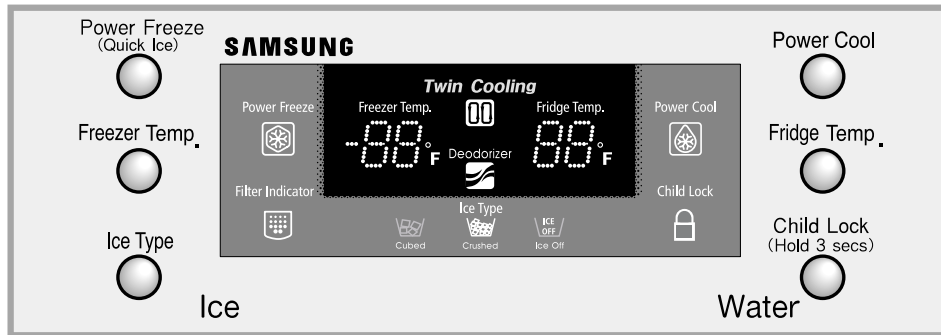 Power Freeze
(Quick Ice)
SAMSUNG
Power Cool
Twin Cooling
Power Freeze
Freezer Temp.
Fridge Temp.
Power Cool
Freezer Temp.
-88°F
Deodorizer
88°F
Fridge Temp.
Filter Indicator
Ice Type
Child Lock
ICE
OFF
Cubed
Crushed
Ice Off
Ice Type
Child Lock
(Hold 3 secs)
Ice
Water